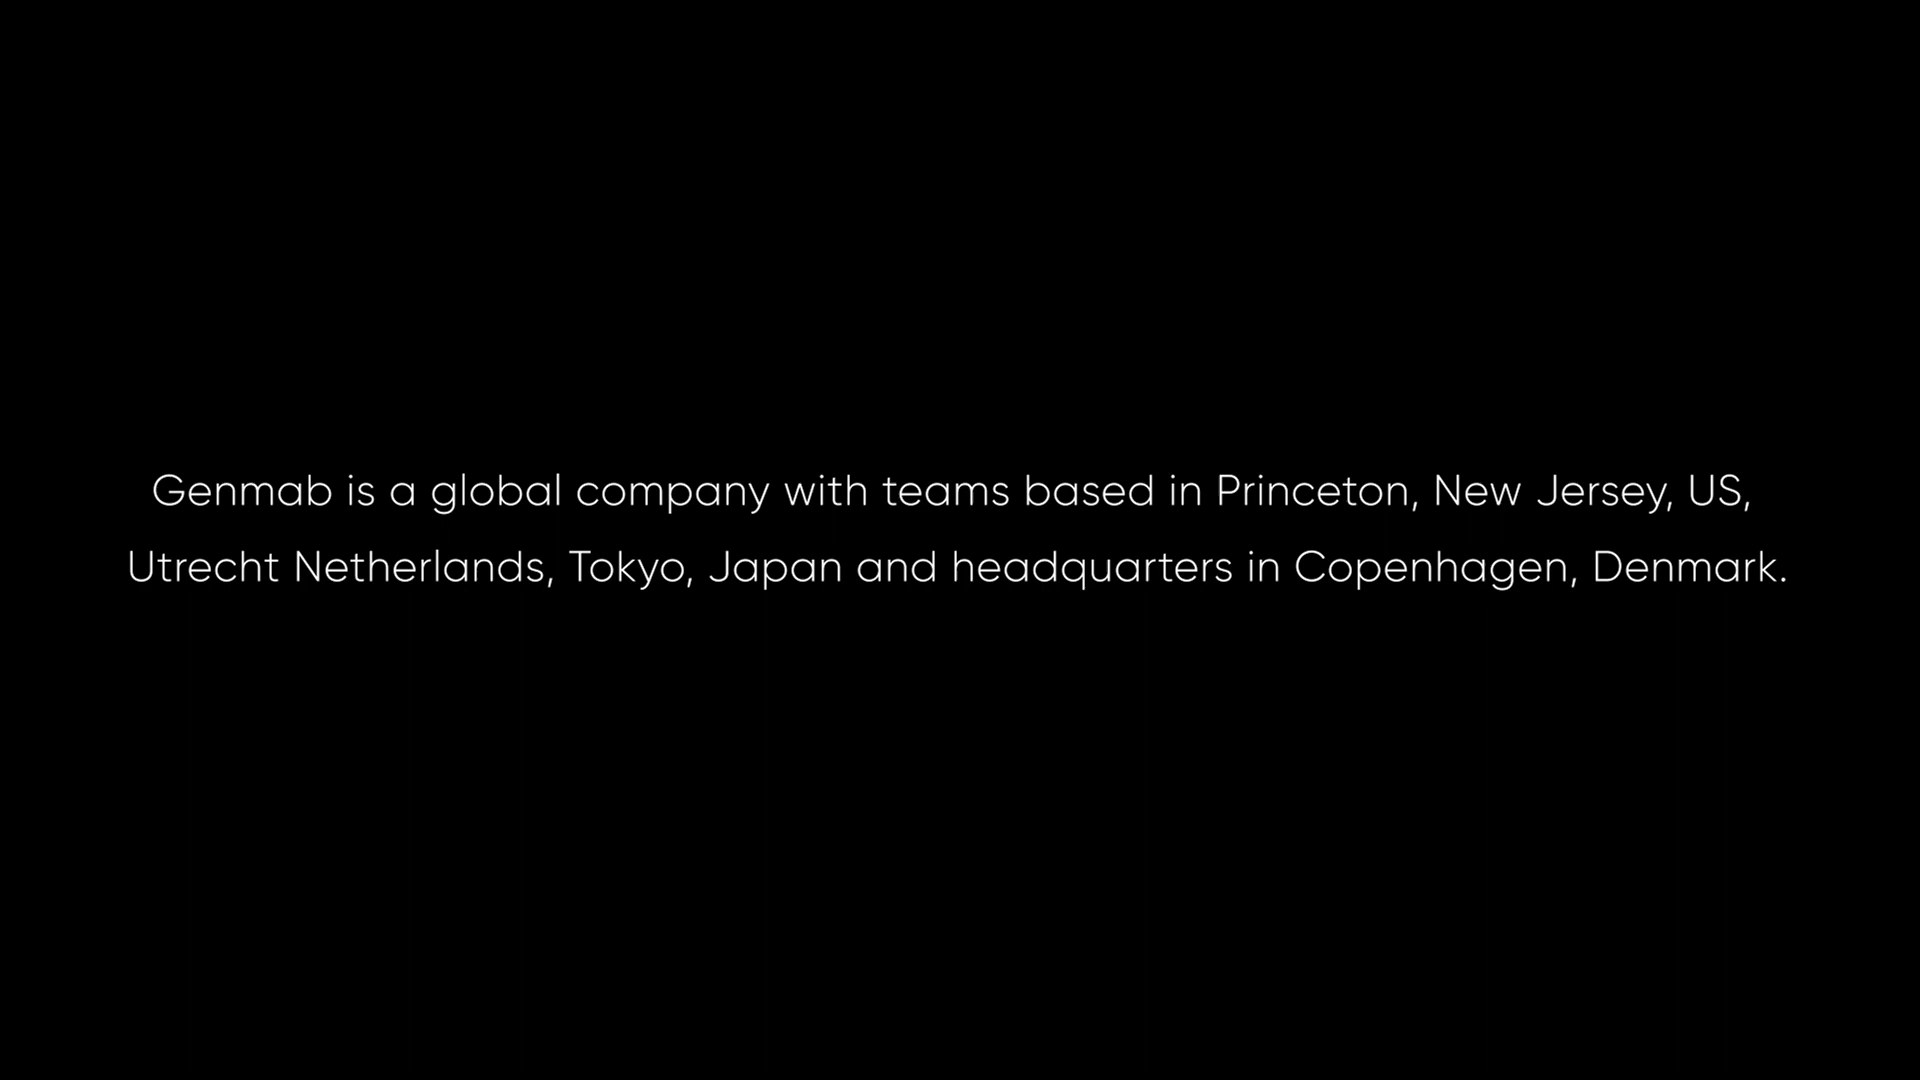 Genmab is a global company with teams based in Princeton, New Jersey, US,
Utrecht Netherlands, Tokyo, Japan and headquarters in Copenhagen, Denmark.